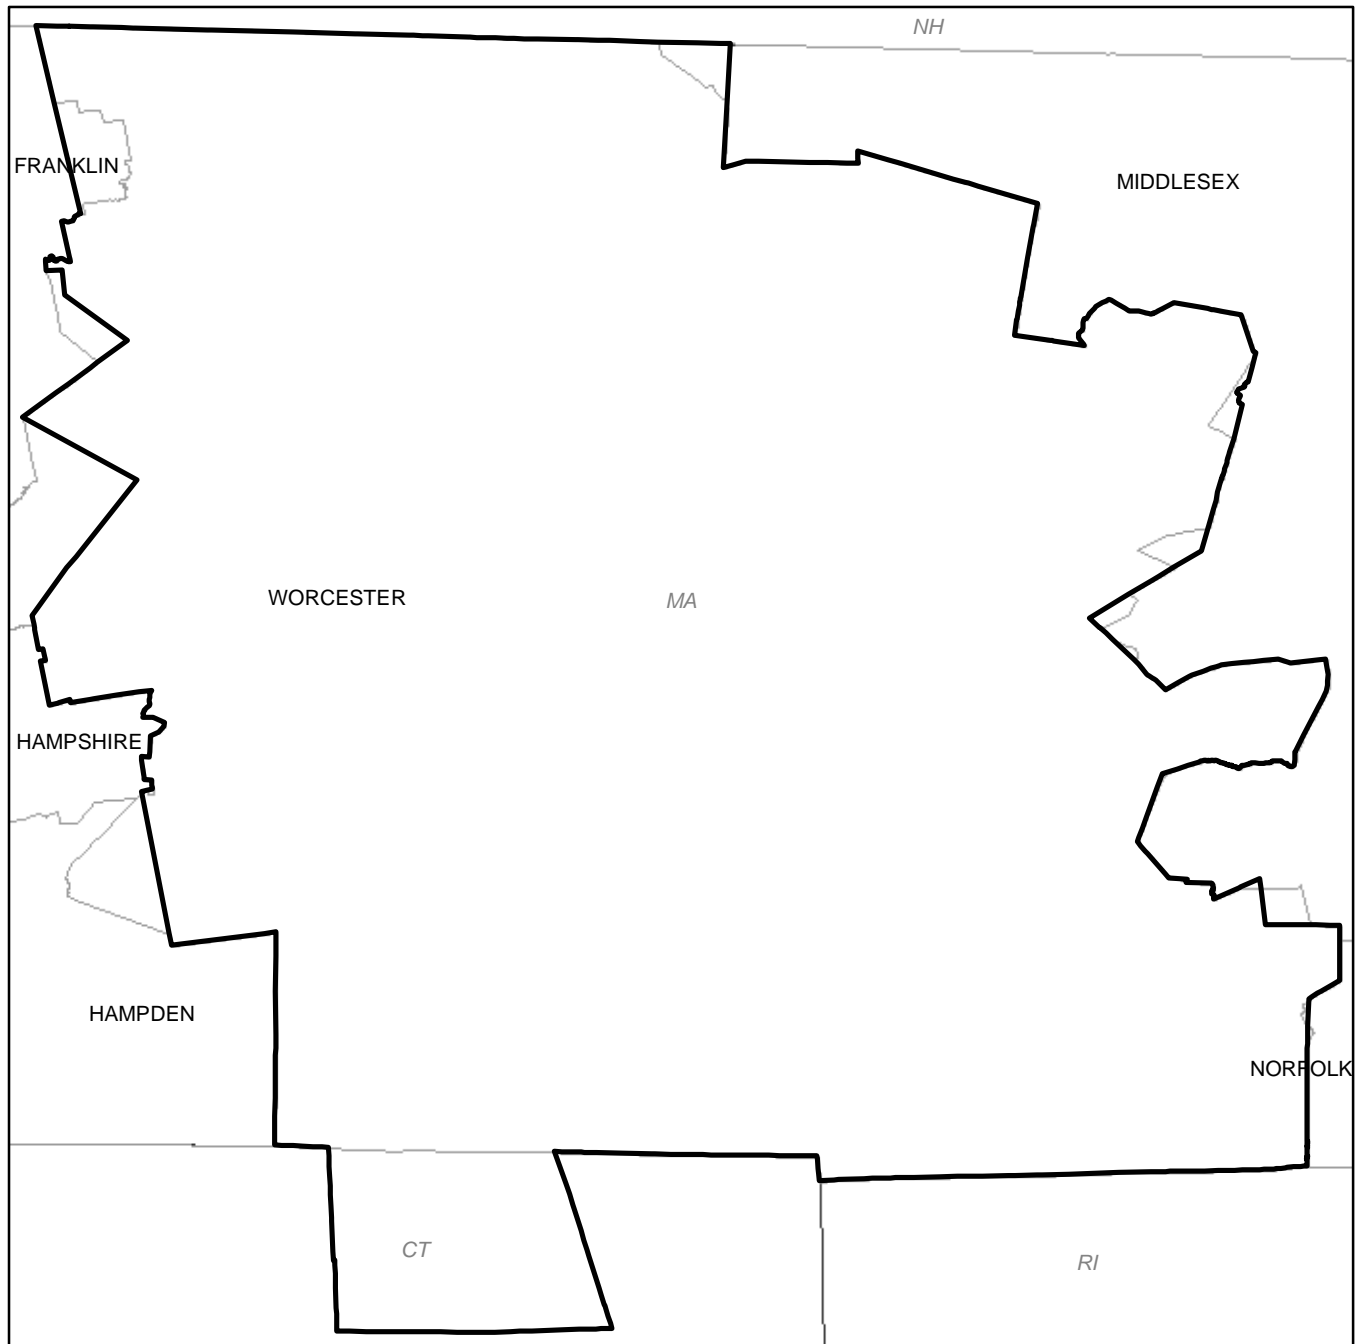 NH
FRANKLIN
MIDDLESEX
WORCESTER
MA
HAMPSHIRE
HAMPDEN
NORFOLK
CT
RI